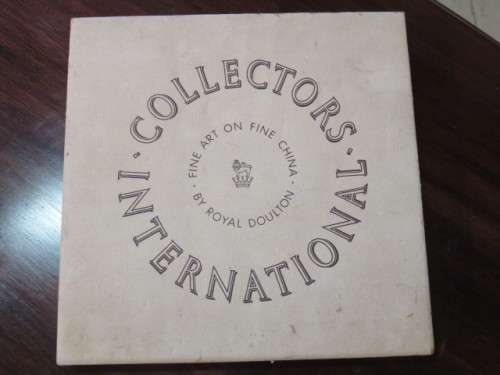 COLLECTORS · INTERNATIONAL ·
· FINE ART ON FINE CHINA ·
BY ROYAL DOULTON